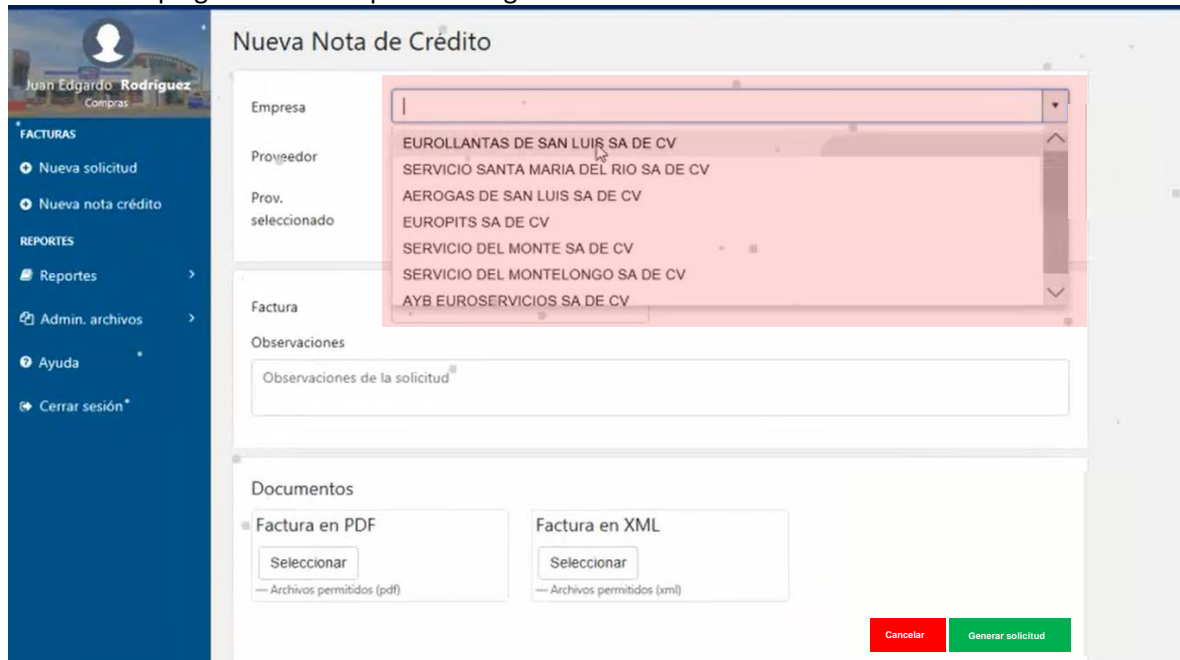 Nueva Nota de Crédito
Juan Edgardo Rodríguez
Compras
FACTURAS
Nueva solicitud
Nueva nota crédito
REPORTES
Reportes
Admin. archivos
Ayuda
Cerrar sesión
Empresa
EUROLLANTAS DE SAN LUIS SA DE CV
SERVICIO SANTA MARIA DEL RIO SA DE CV
AEROGAS DE SAN LUIS SA DE CV
EUROPITS SA DE CV
SERVICIO DEL MONTE SA DE CV
SERVICIO DEL MONTELONGO SA DE CV
AYB EUROSERVICIOS SA DE CV
Proveedor
Prov.
seleccionado
Factura
Observaciones
Observaciones de la solicitud
Documentos
Factura en PDF
Seleccionar
— Archivos permitidos (pdf)
Factura en XML
Seleccionar
— Archivos permitidos (xml)
Cancelar
Generar solicitud